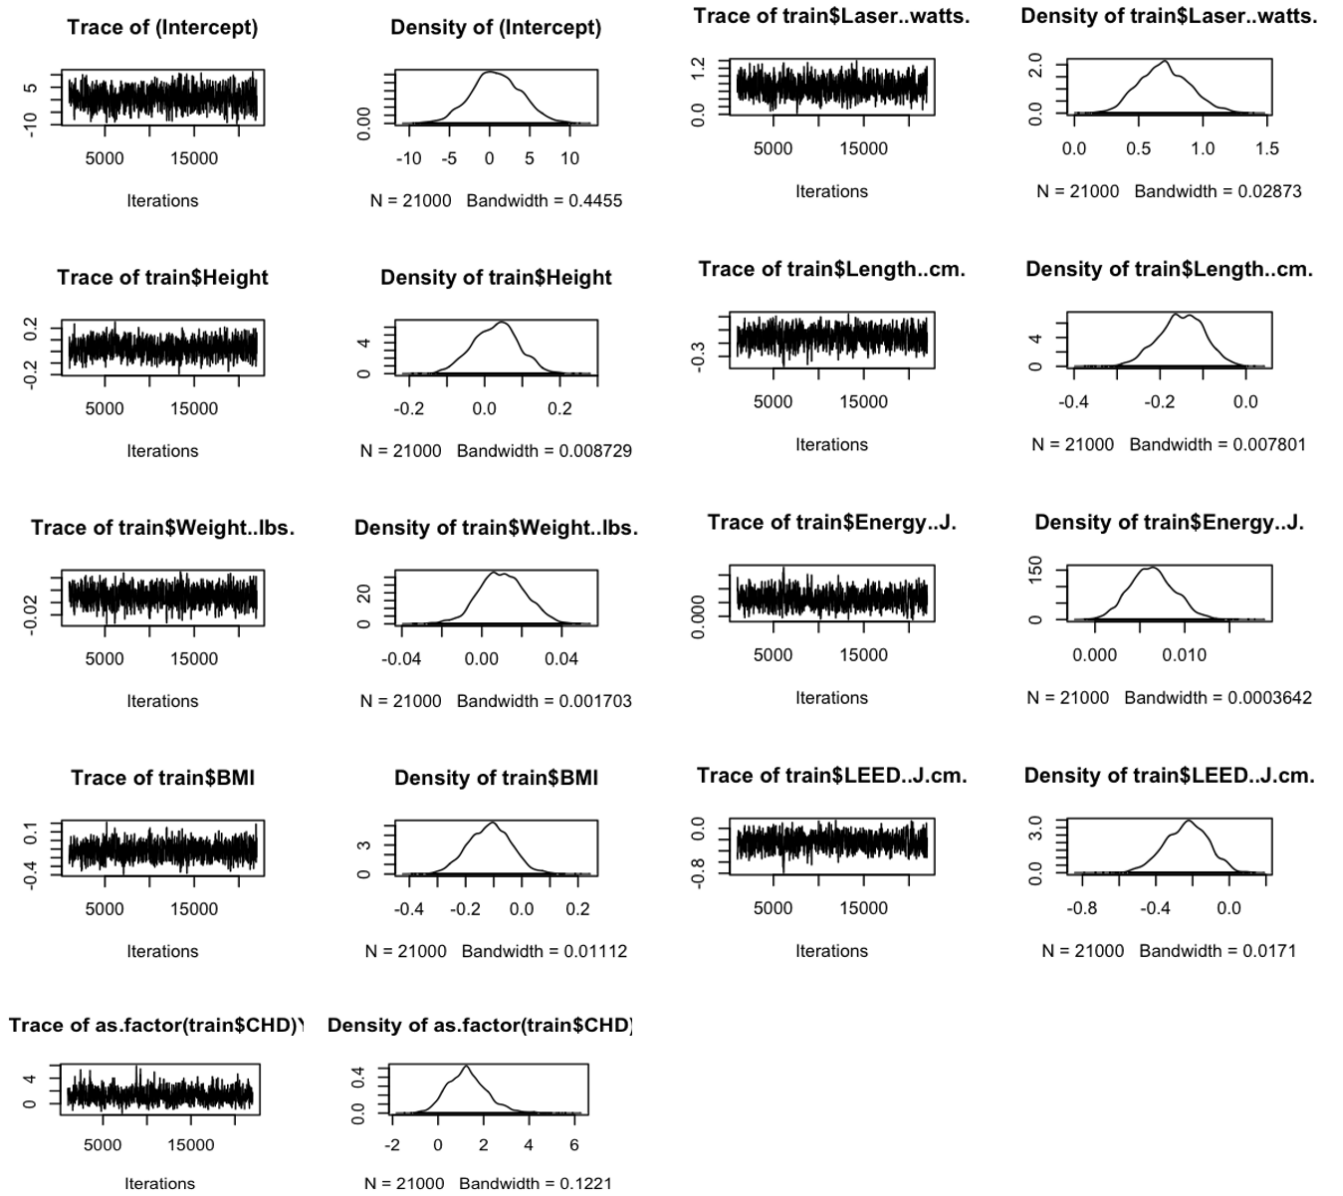 Trace of (Intercept)
Density of (Intercept)
5
-10
5000 15000
Iterations
0.00
-10 -5 0 5 10
N = 21000 Bandwidth = 0.4455
Trace of train$Laser..watts.
Density of train$Laser..watts.
1.2
0.0
5000 15000
Iterations
2.0
0.0
0.0 0.5 1.0 1.5
N = 21000 Bandwidth = 0.02873
Trace of train$Height
Density of train$Height
0.2
-0.2
5000 15000
Iterations
4
0
-0.2 0.0 0.2
N = 21000 Bandwidth = 0.008729
Trace of train$Length..cm.
Density of train$Length..cm.
-0.3
5000 15000
Iterations
4
0
-0.4 -0.2 0.0
N = 21000 Bandwidth = 0.007801
Trace of train$Weight..lbs.
Density of train$Weight..lbs.
-0.02
5000 15000
Iterations
20
0
-0.04 0.00 0.04
N = 21000 Bandwidth = 0.001703
Trace of train$Energy..J.
Density of train$Energy..J.
0.000
5000 15000
Iterations
150
0
0.000 0.010
N = 21000 Bandwidth = 0.0003642
Trace of train$BMI
Density of train$BMI
0.1
-0.4
5000 15000
Iterations
3
0
-0.4 -0.2 0.0 0.2
N = 21000 Bandwidth = 0.01112
Trace of train$LEED..J.cm.
Density of train$LEED..J.cm.
0.0
-0.8
5000 15000
Iterations
3.0
0.0
-0.8 -0.4 0.0
N = 21000 Bandwidth = 0.0171
Trace of as.factor(train$CHD)
Density of as.factor(train$CHD)
4
0
5000 15000
Iterations
0.4
0.0
-2 0 2 4 6
N = 21000 Bandwidth = 0.1221